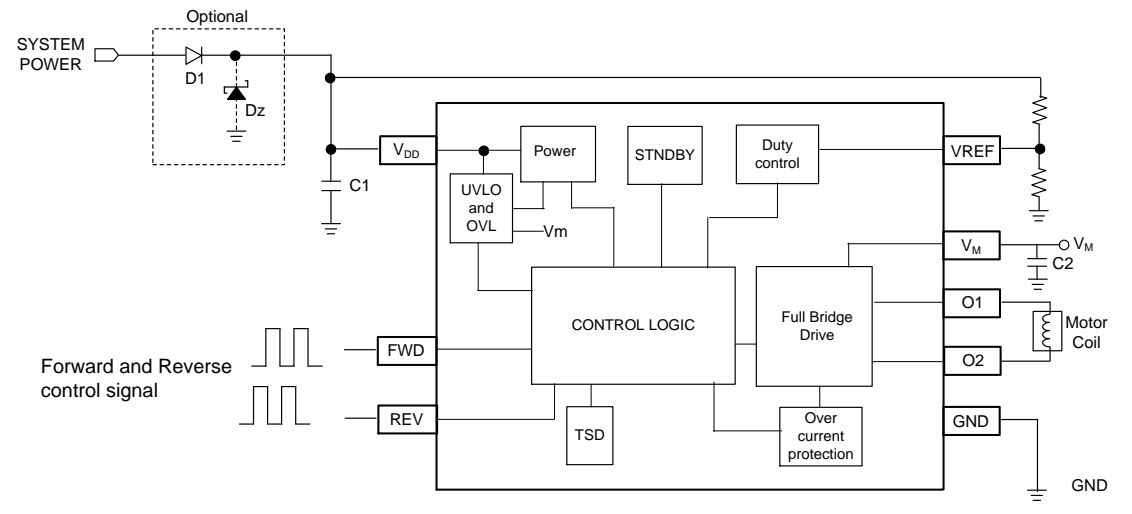 Optional
SYSTEM
POWER
D1
Dz
C1
VDD
Power
STNDBY
Duty
control
VREF
UVLO
and
OVL
Vm
VM
VM
C2
CONTROL LOGIC
Full Bridge
Drive
O1
O2
Motor
Coil
Forward and Reverse
control signal
FWD
REV
TSD
Over
current
protection
GND
GND